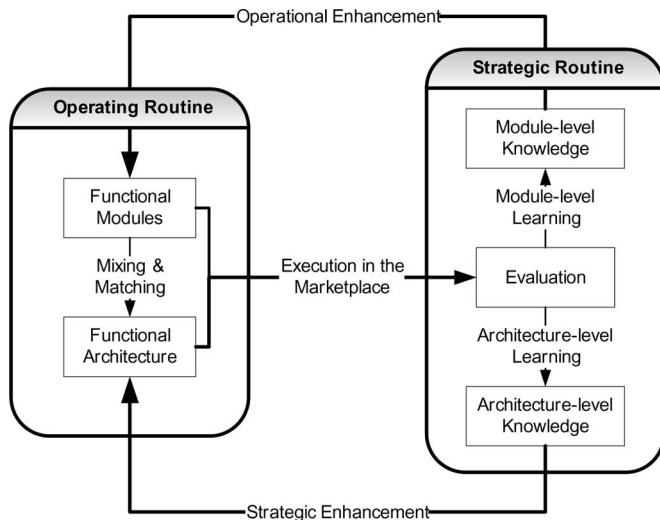 Operational Enhancement
Operating Routine
Functional
Modules
Mixing &
Matching
Functional
Architecture
Execution in the
Marketplace
Strategic Routine
Module-level
Knowledge
Module-level
Learning
Evaluation
Architecture-level
Learning
Architecture-level
Knowledge
Strategic Enhancement